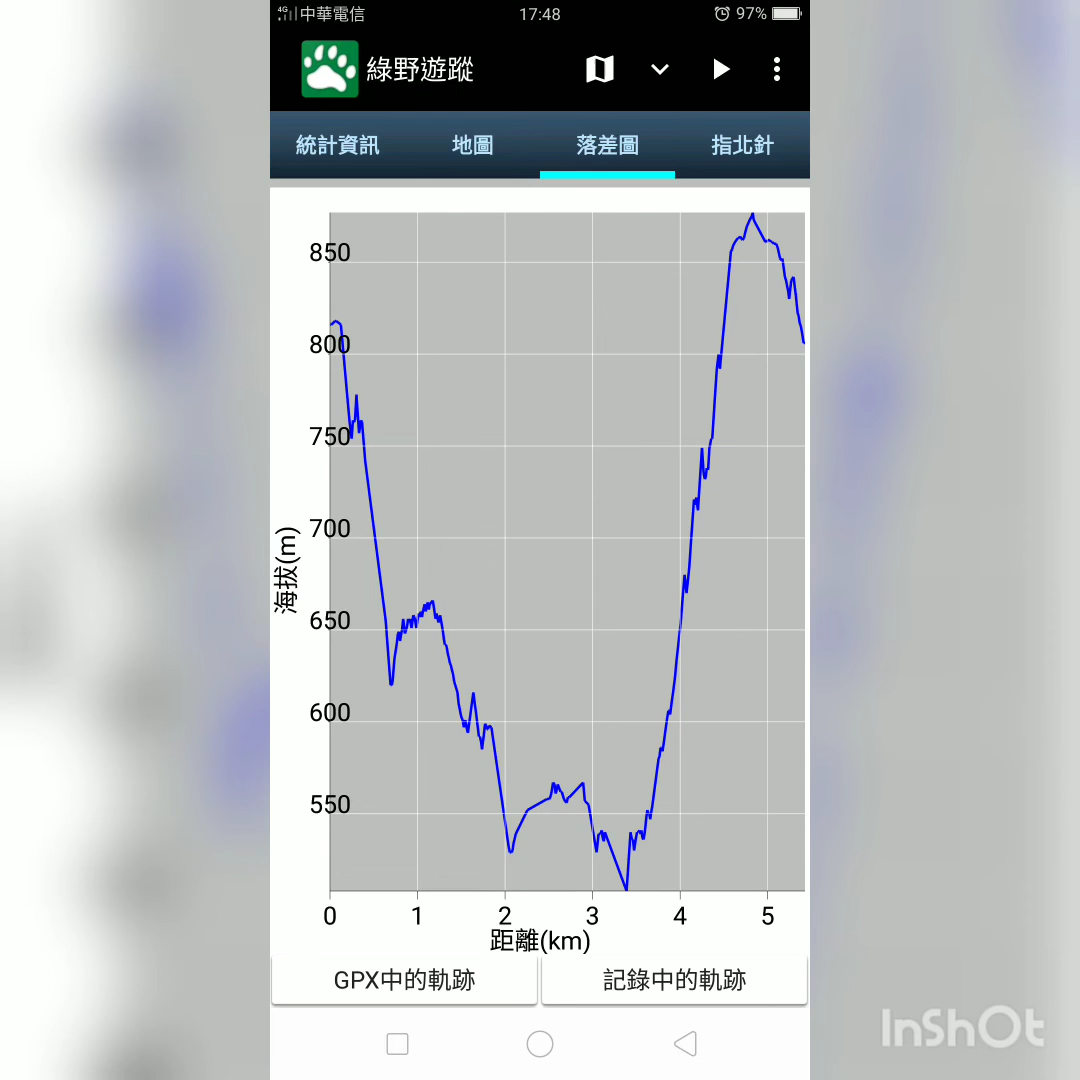 4G 中華電信 17:48 97%
綠野遊蹤
統計資訊 地圖 落差圖 指北針
850
800
750
700
650
600
550
海拔(m)
0 1 2 3 4 5
距離(km)
GPX中的軌跡 記錄中的軌跡
InShOt